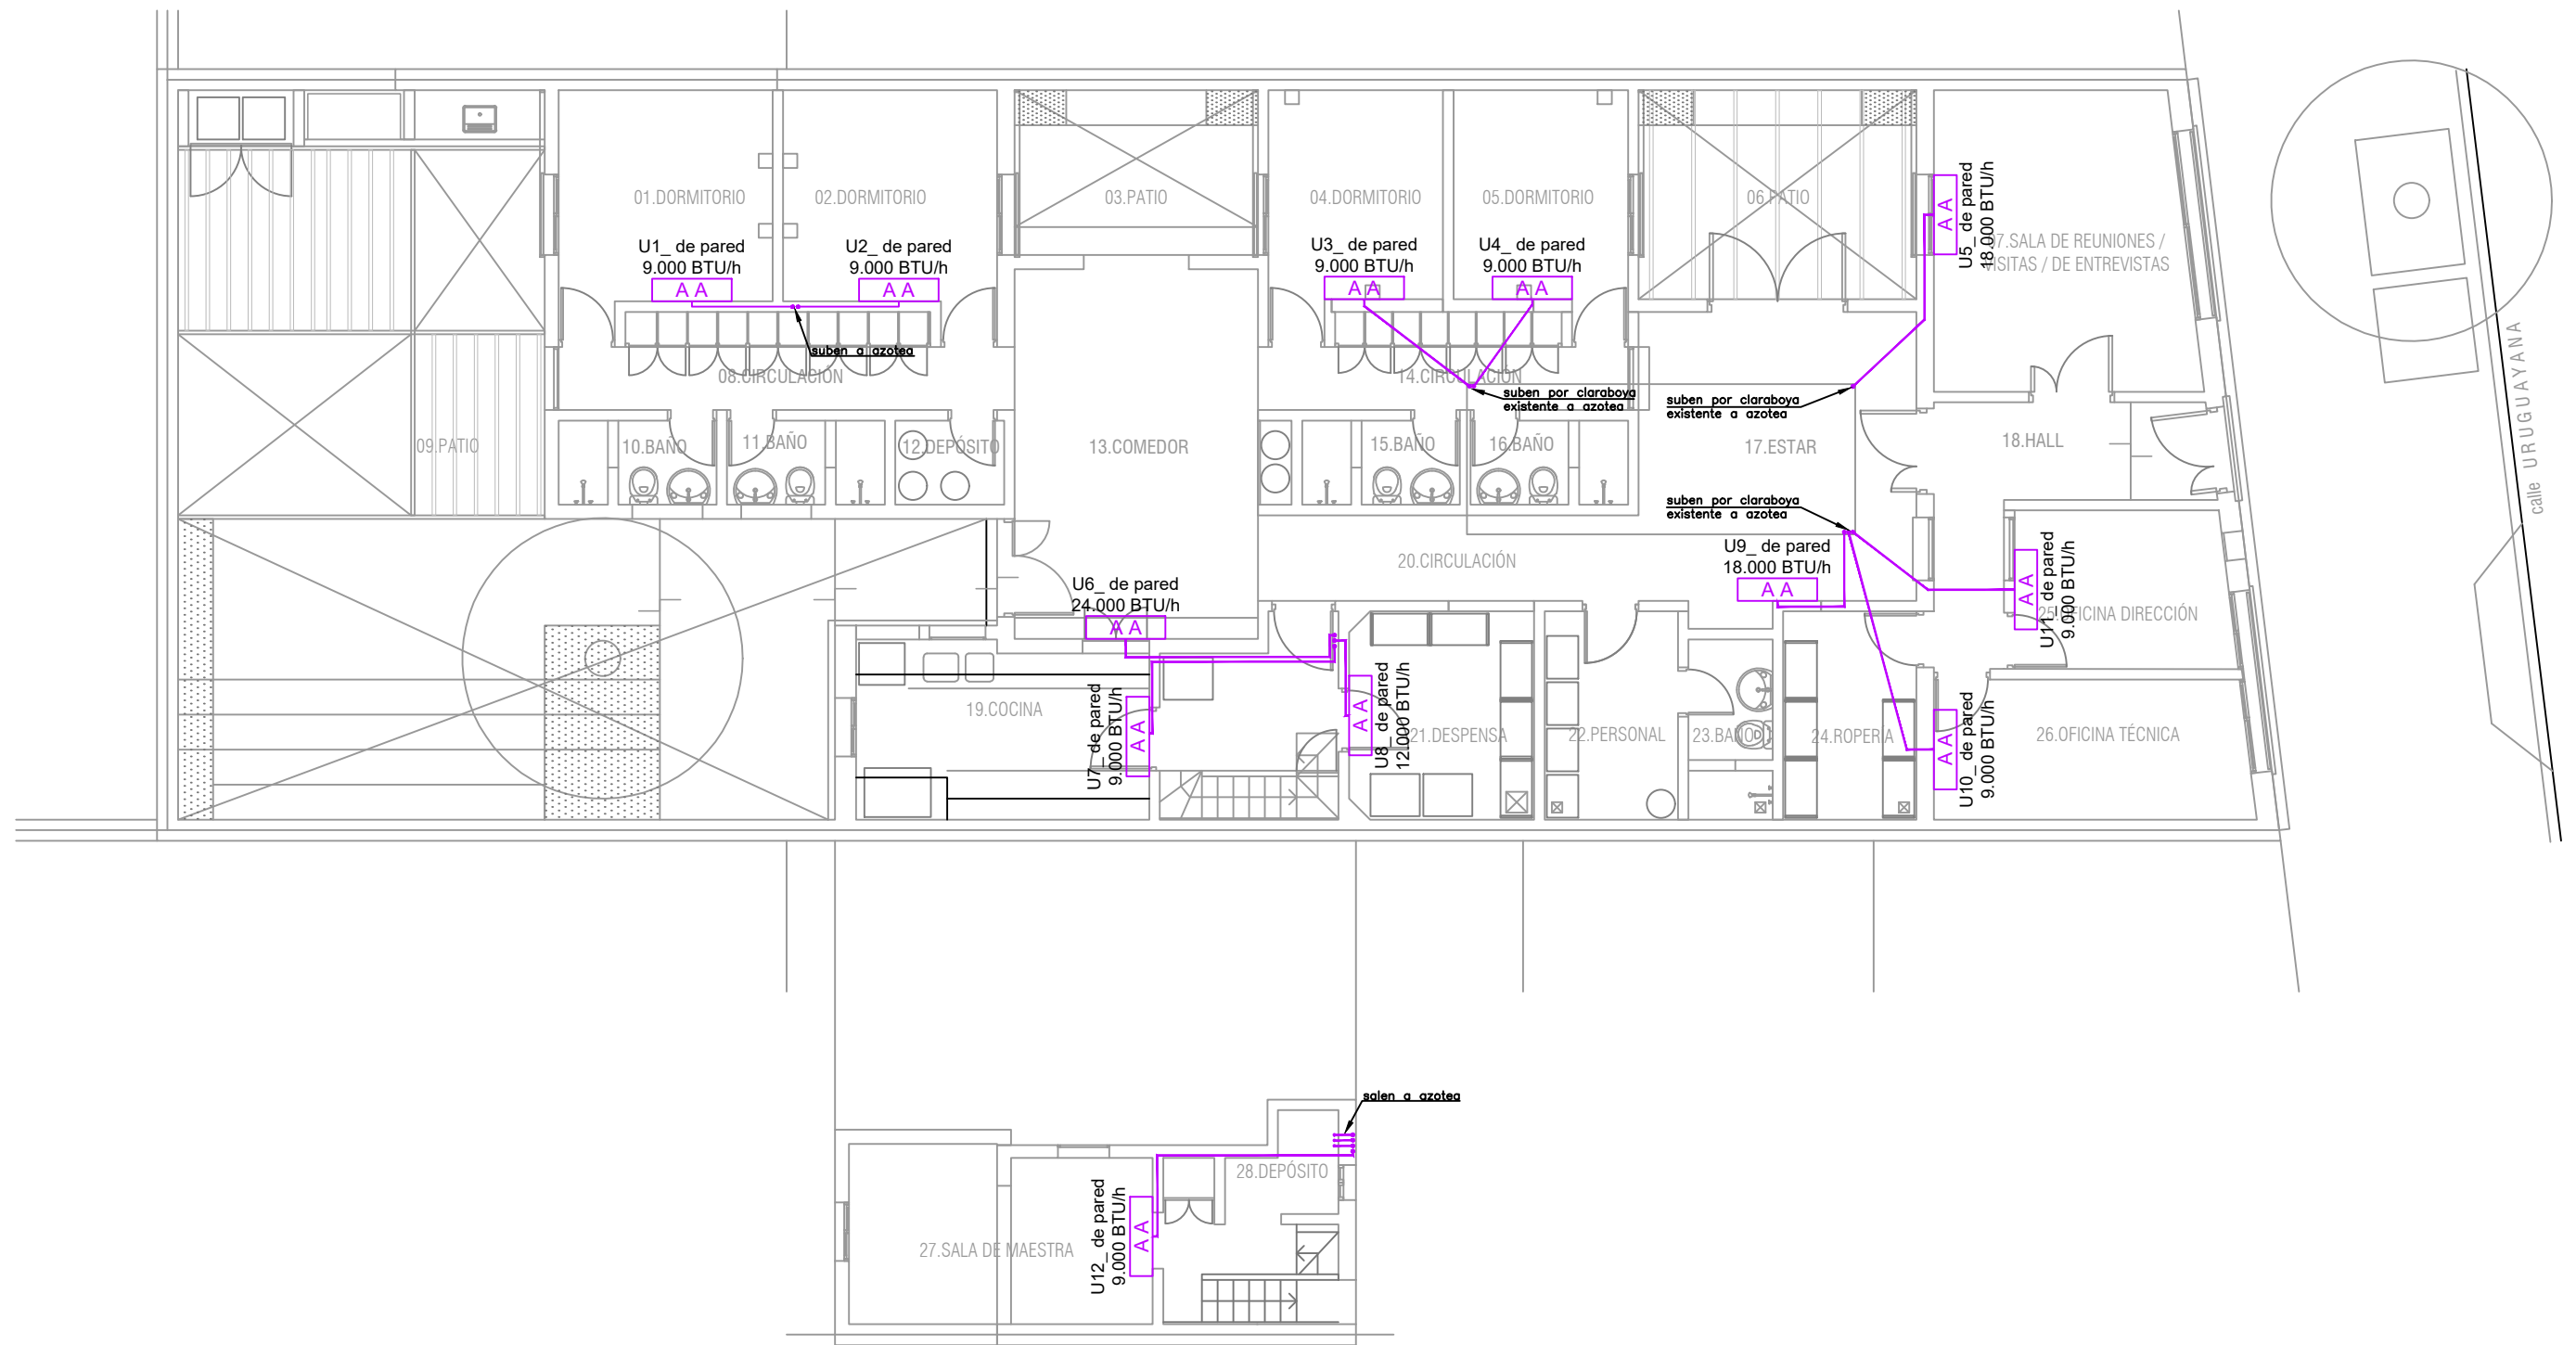 01.DORMITORIO
02.DORMITORIO
03.PATIO
04.DORMITORIO
05.DORMITORIO
06.PATIO
U1_ de pared
9.000 BTU/h
A A
U2_ de pared
9.000 BTU/h
A A
U3_ de pared
9.000 BTU/h
A A
U4_ de pared
9.000 BTU/h
A A
U5_ de pared
18.000 BTU/h
A A
07.SALA DE REUNIONES /
VISITAS / DE ENTREVISTAS
calle URUGUAYANA
suben a azotea
08.CIRCULACIÓN
14.CIRCULACIÓN
suben por claraboya
existente a azotea
suben por claraboya
existente a azotea
09.PATIO
10.BAÑO
11.BAÑO
12.DEPÓSITO
13.COMEDOR
15.BAÑO
16.BAÑO
17.ESTAR
18.HALL
suben por claraboya
existente a azotea
20.CIRCULACIÓN
U9_ de pared
18.000 BTU/h
A A
U6_ de pared
24.000 BTU/h
A A
U11_ de pared
9.000 BTU/h
A A
25.OFICINA DIRECCIÓN
19.COCINA
U7_ de pared
9.000 BTU/h
A A
U8_ de pared
12.000 BTU/h
A A
21.DESPENSA
22.PERSONAL
23.BAÑO
24.ROPERÍA
U10_ de pared
9.000 BTU/h
A A
26.OFICINA TÉCNICA
salen a azotea
28.DEPÓSITO
27.SALA DE MAESTRA
U12_ de pared
9.000 BTU/h
A A